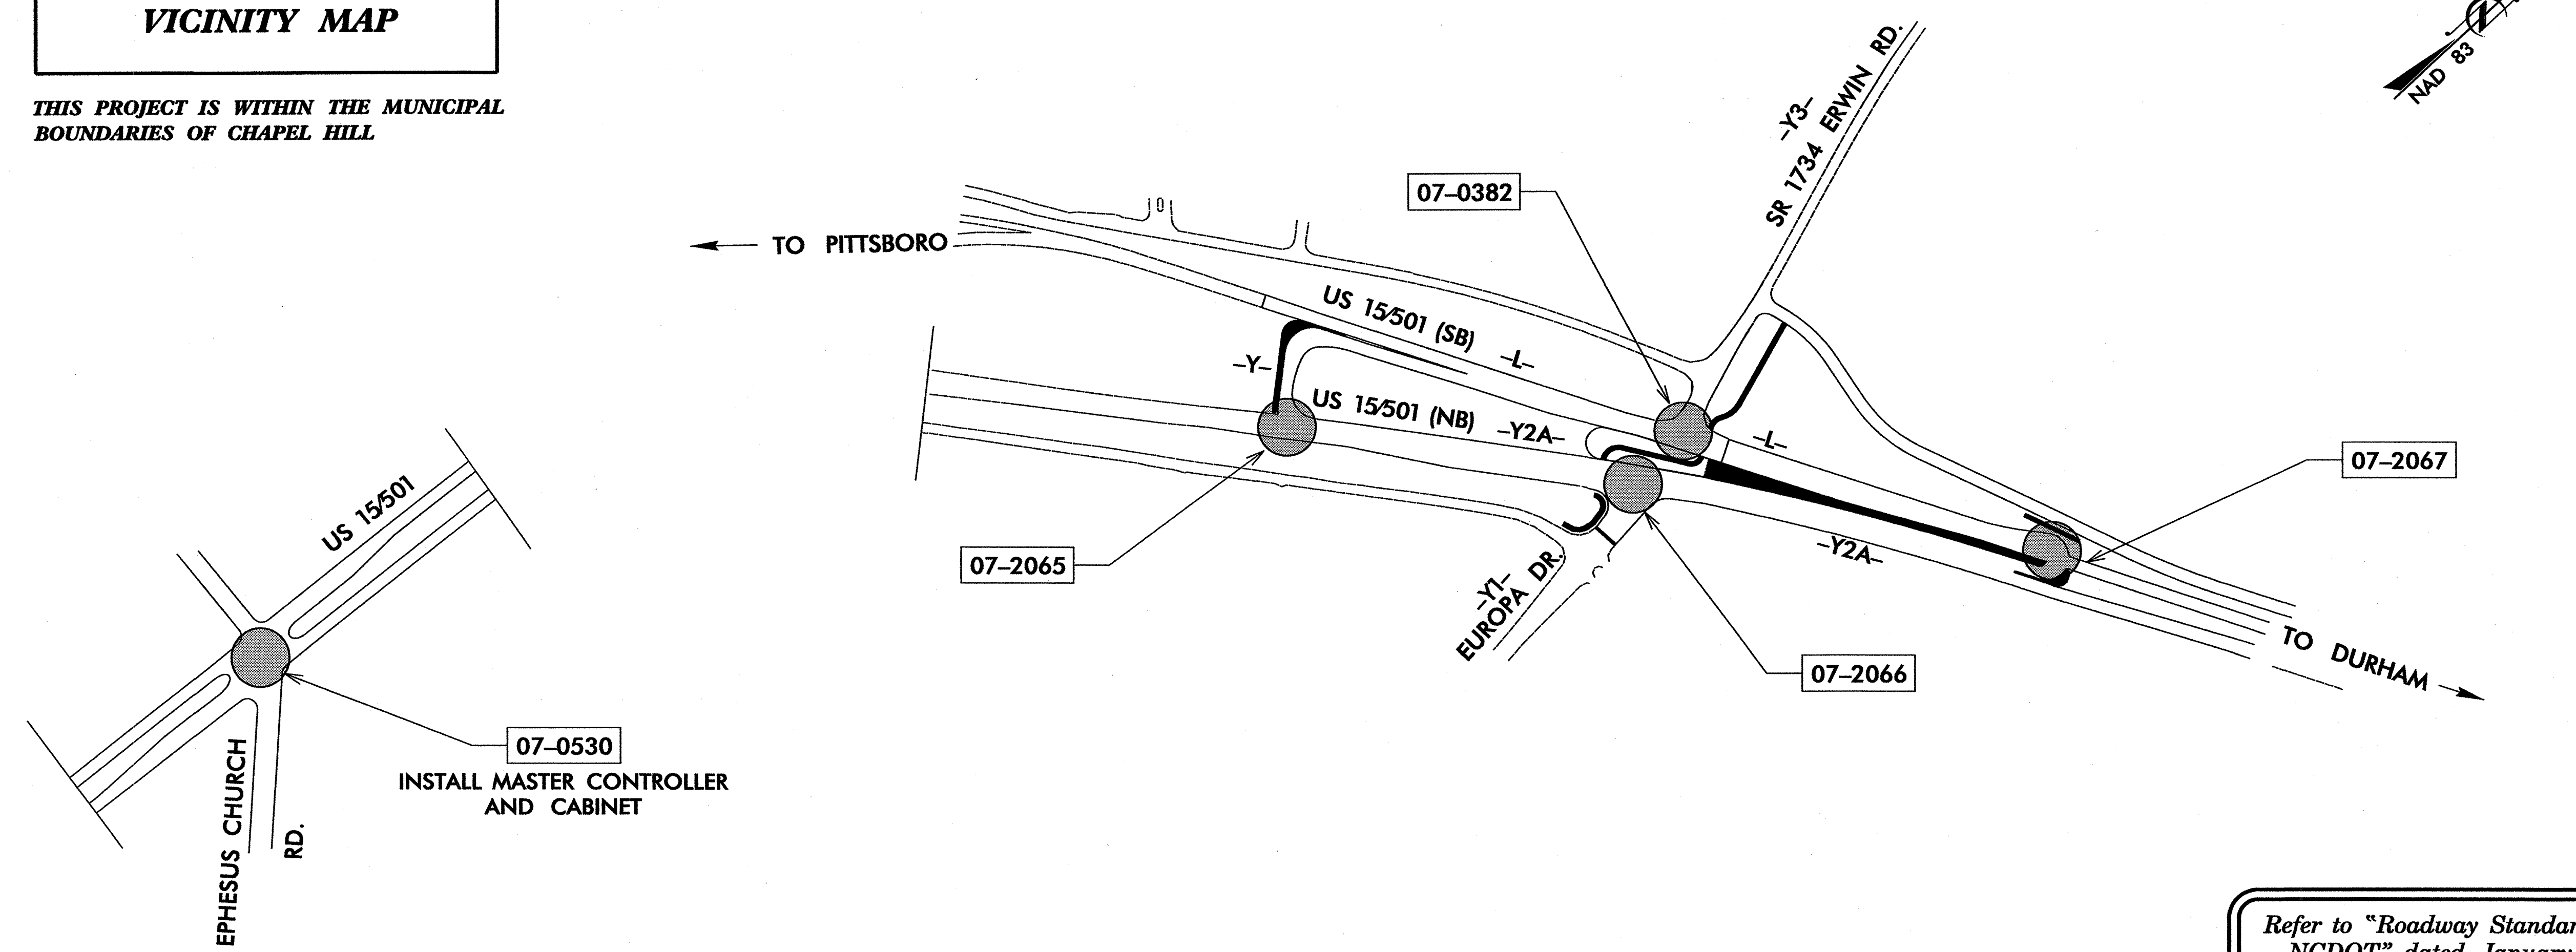 VICINITY MAP
THIS PROJECT IS WITHIN THE MUNICIPAL
BOUNDARIES OF CHAPEL HILL
NAD 83
-Y3-
SR 1734 ERWIN RD.
07-0382
TO PITTSBORO
US 15/501 (SB)
-L-
-Y-
US 15/501 (NB)
-Y2A-
-L-
07-2067
US 15/501
07-2065
-Y2A-
-Y1-
EUROPA DR.
07-2066
TO DURHAM
07-0530
INSTALL MASTER CONTROLLER
AND CABINET
EPHESUS CHURCH
RD.
Refer to "Roadway
NCDOT" dated January